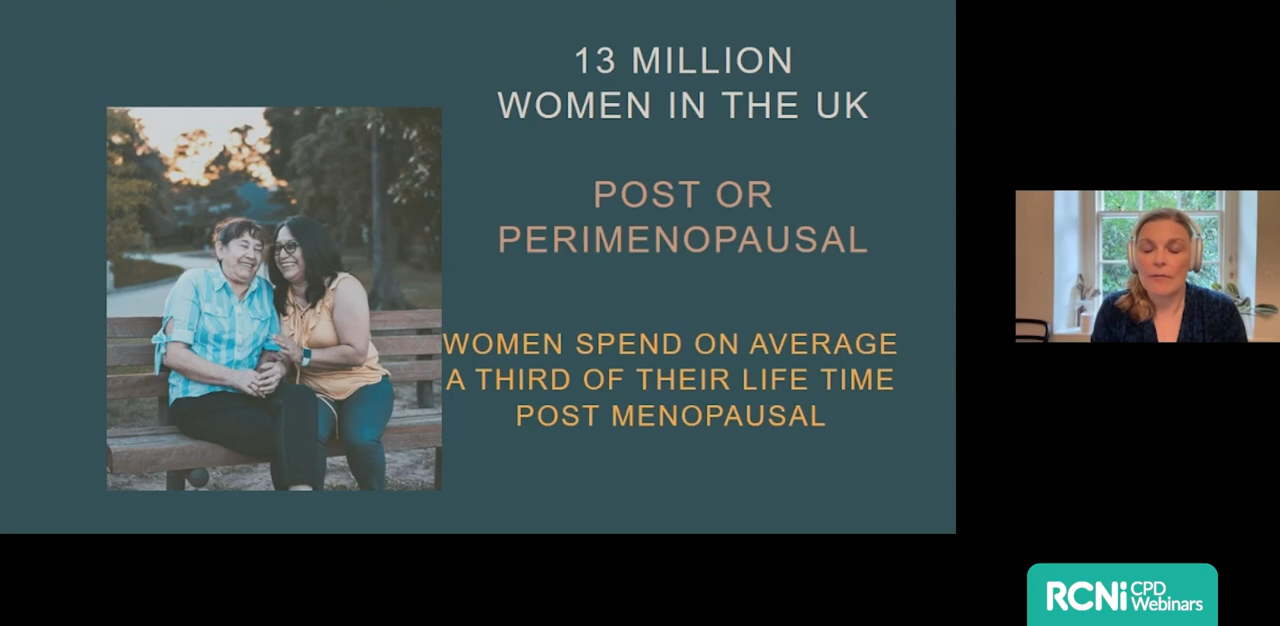 13 MILLION
WOMEN IN THE UK
POST OR
PERIMENOPAUSAL
WOMEN SPEND ON AVERAGE
A THIRD OF THEIR LIFE TIME
POST MENOPAUSAL
RCNi CPD
Webinars